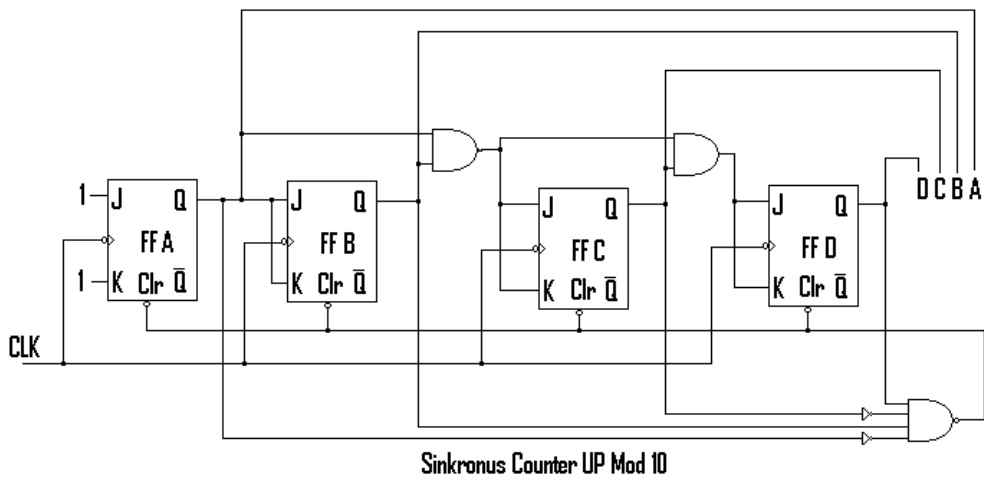 D C B A
1 J Q J Q J Q J Q
FF A FF B FF C FF D
1 K Clr Q̅ K Clr Q̅ K Clr Q̅ K Clr Q̅
CLK
Sinkronus Counter UP Mod 10